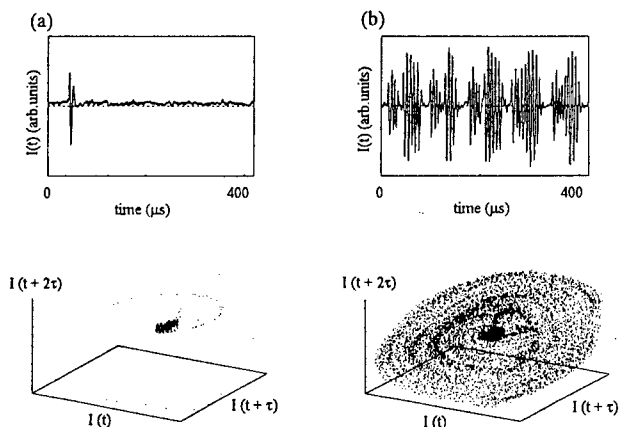 (a)
I(t) (arb.units)
0
400
time (μs)
(b)
I(t) (arb.units)
0
400
time (μs)
I (t + 2τ)
I (t + τ)
I (t)
I (t + 2τ)
I (t + τ)
I (t)